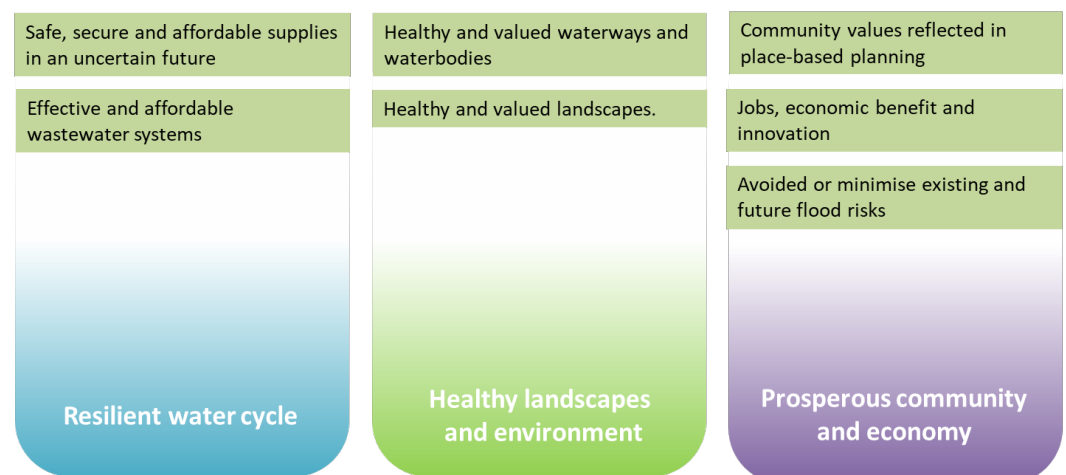 Safe, secure and affordable supplies
in an uncertain future
Effective and affordable
wastewater systems
Resilient water cycle
Healthy and valued waterways and
waterbodies
Healthy and valued landscapes.
Healthy landscapes
and environment
Community values reflected in
place-based planning
Jobs, economic benefit and
innovation
Avoided or minimise existing and
future flood risks
Prosperous community
and economy